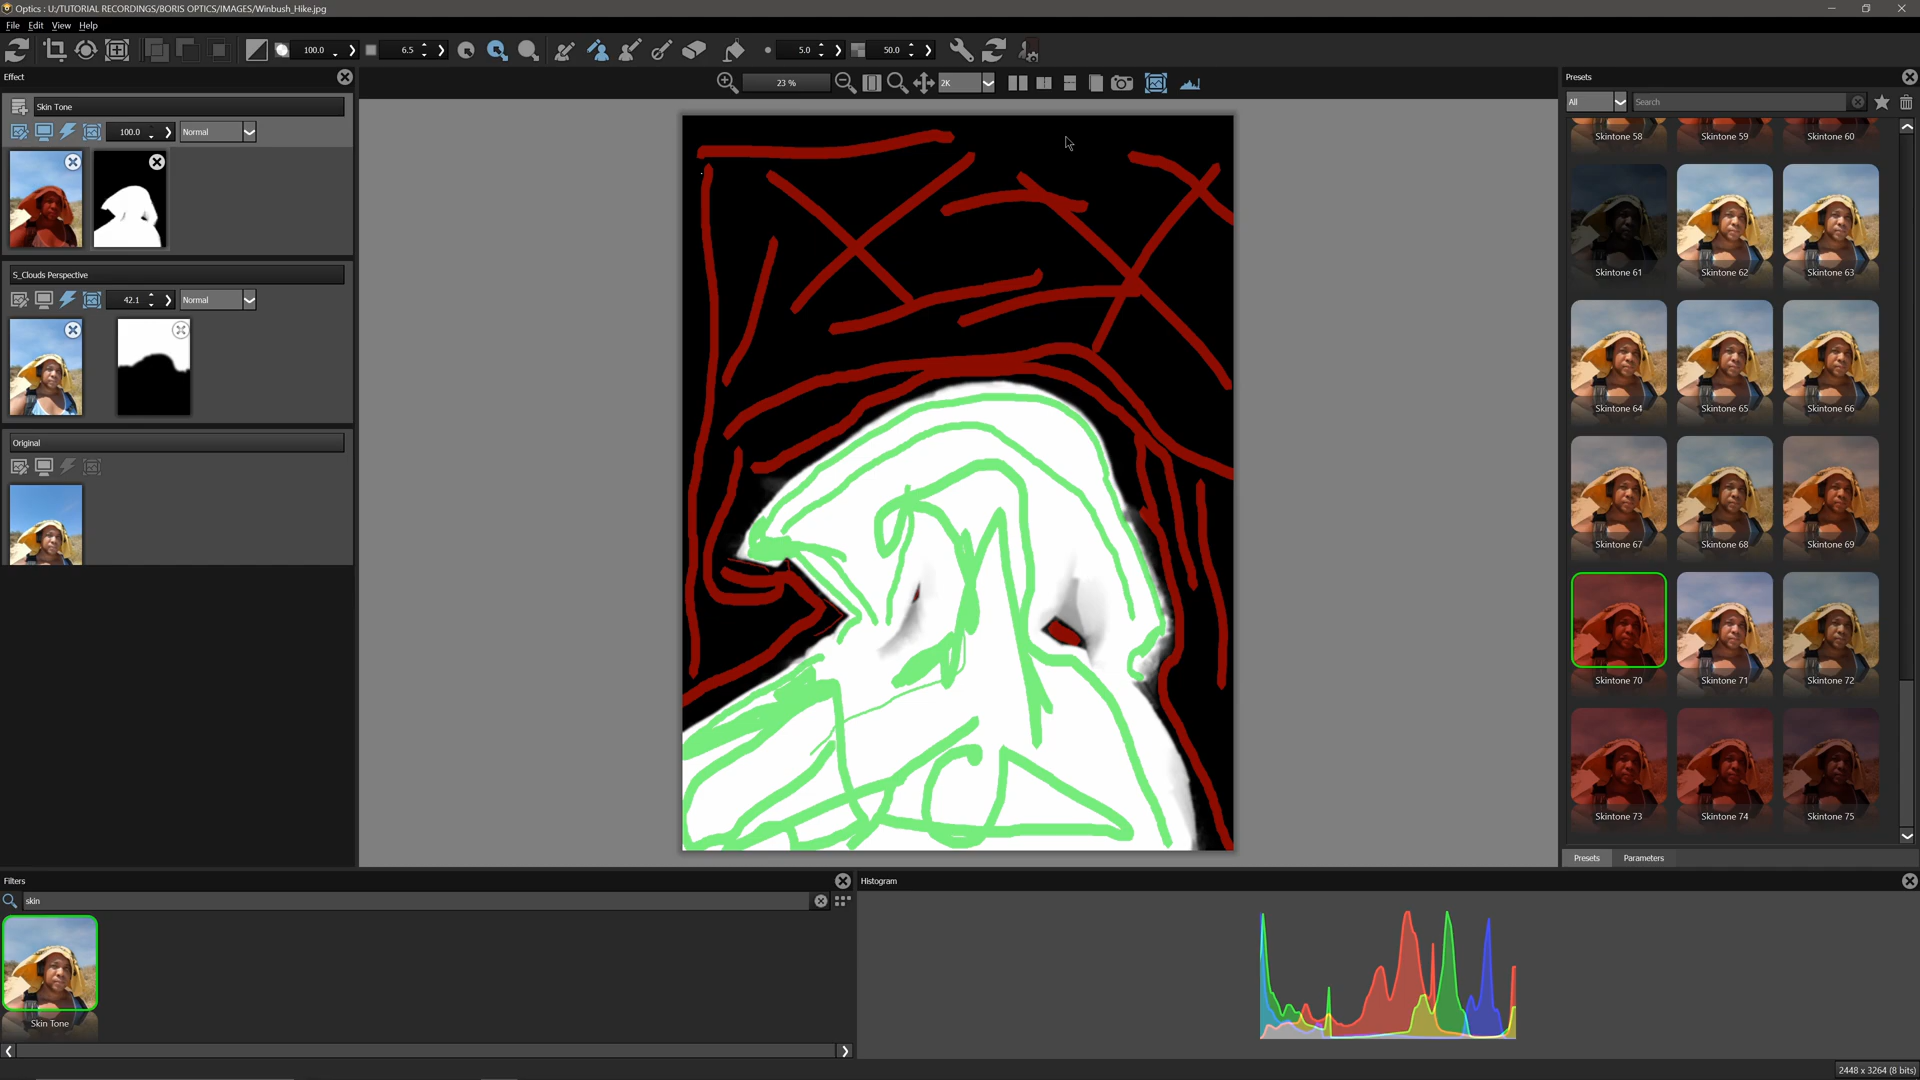 Optics : U:/TUTORIAL RECORDINGS/BORIS OPTICS/IMAGES/Winbush_Hike.jpg
File Edit View Help
100.0 6.5 5.0 50.0
Effect
23 %
2K
Presets
Skin Tone
All Search
100.0 Normal
Skintone 58 Skintone 59 Skintone 60
Skintone 61 Skintone 62 Skintone 63
S_Clouds Perspective
42.1 Normal
Skintone 64 Skintone 65 Skintone 66
Original
Skintone 67 Skintone 68 Skintone 69
Skintone 70 Skintone 71 Skintone 72
Skintone 73 Skintone 74 Skintone 75
Presets Parameters
Filters
Histogram
skin
Skin Tone
2448 x 3264 (8 bits)